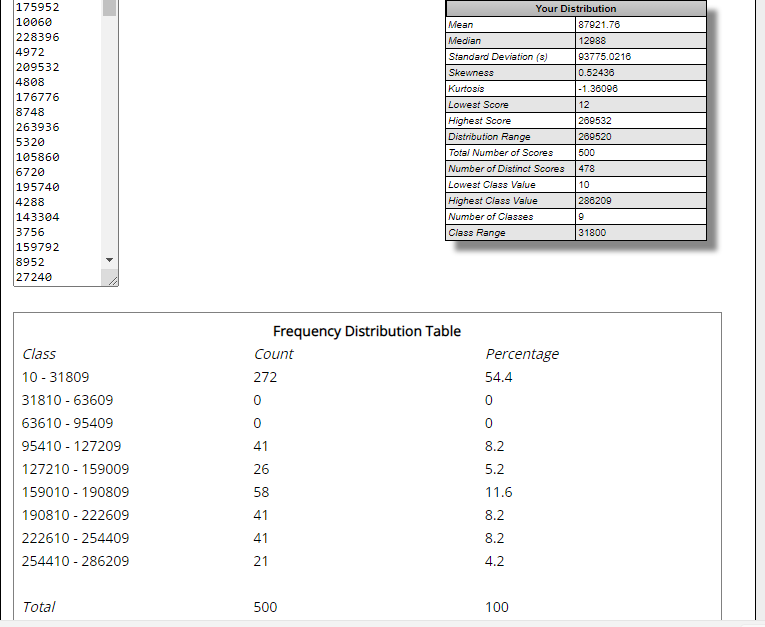 175952
10060
228396
4972
209532
4808
176776
8748
263936
5320
105860
6720
195740
4288
143304
3756
159792
8952
27240
Your Distribution
Mean 87921.76
Median 12988
Standard Deviation (s) 93775.0216
Skewness 0.52436
Kurtosis -1.36096
Lowest Score 12
Highest Score 269532
Distribution Range 269520
Total Number of Scores 500
Number of Distinct Scores 478
Lowest Class Value 10
Highest Class Value 286209
Number of Classes 9
Class Range 31800
Frequency Distribution Table
Class Count Percentage
10 - 31809 272 54.4
31810 - 63609 0 0
63610 - 95409 0 0
95410 - 127209 41 8.2
127210 - 159009 26 5.2
159010 - 190809 58 11.6
190810 - 222609 41 8.2
222610 - 254409 41 8.2
254410 - 286209 21 4.2
Total 500 100